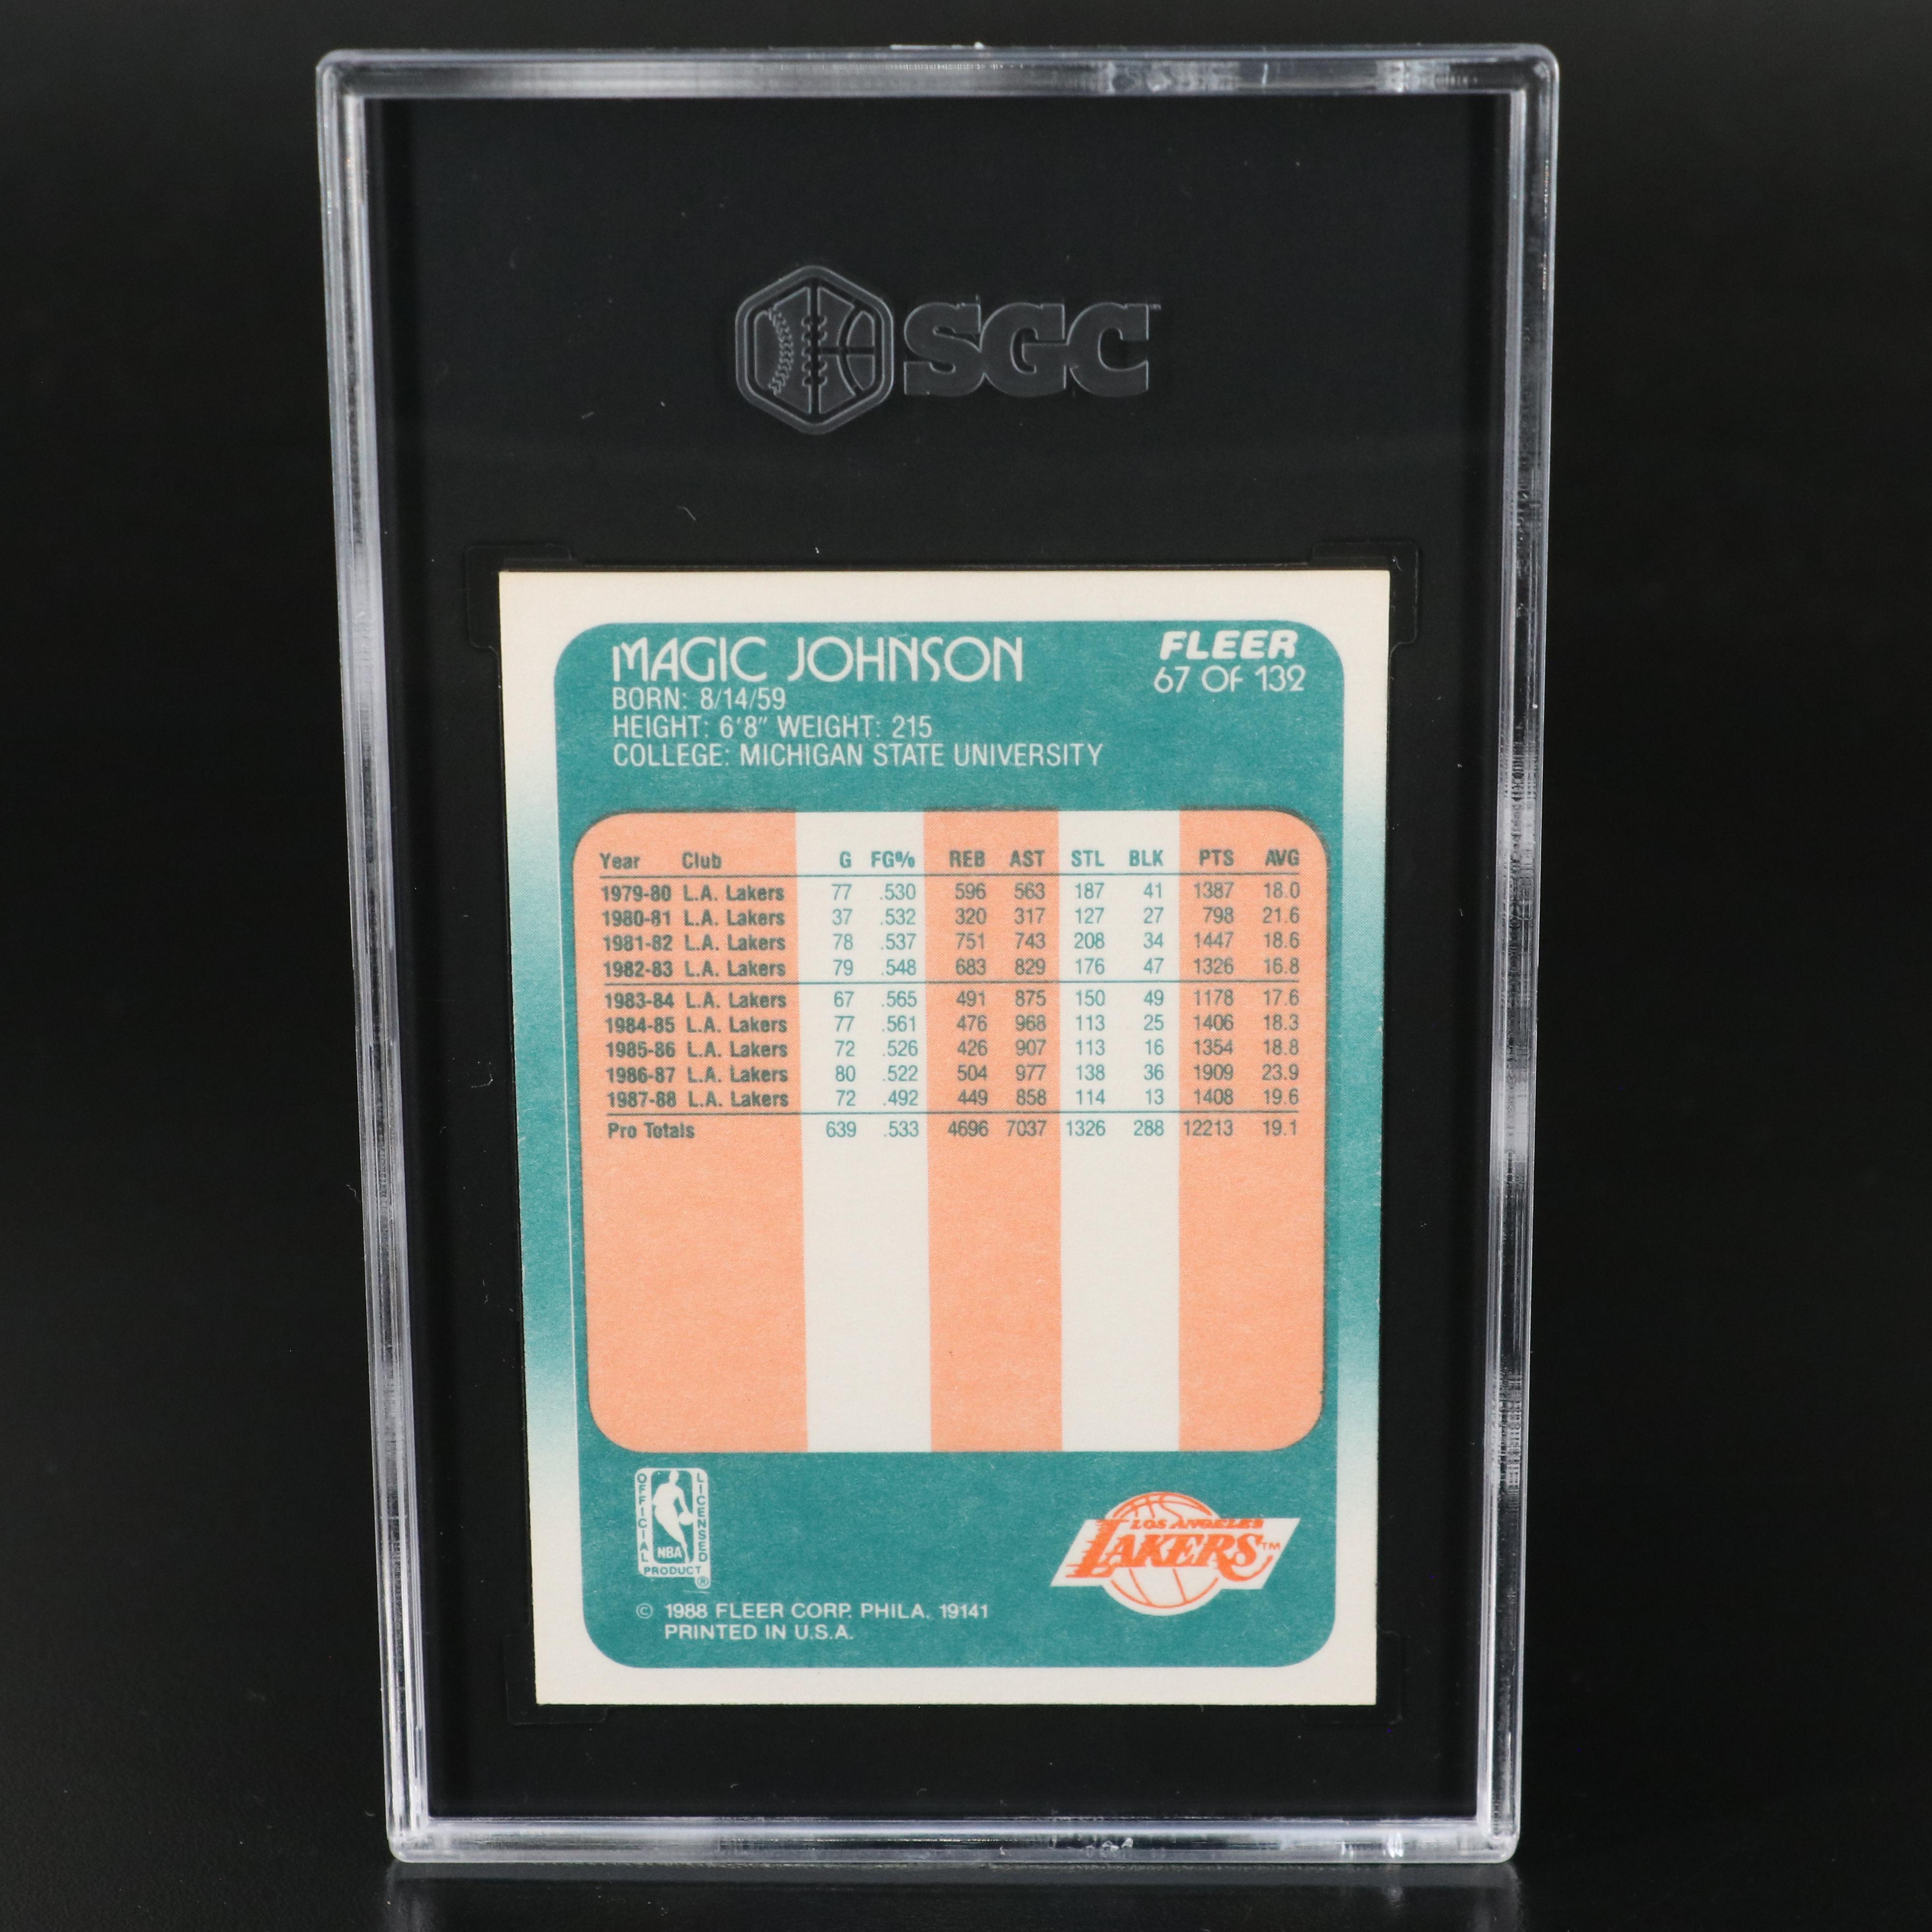 SGC
MAGIC JOHNSON
FLEER
67 OF 132
BORN: 8/14/59
HEIGHT: 6'8" WEIGHT: 215
COLLEGE: MICHIGAN STATE UNIVERSITY
Year Club G FG% REB AST STL BLK PTS AVG
1979-80 L.A. Lakers 77 .530 596 563 187 41 1387 18.0
1980-81 L.A. Lakers 37 .532 320 317 127 27 798 21.6
1981-82 L.A. Lakers 78 .537 751 743 208 34 1447 18.6
1982-83 L.A. Lakers 79 .548 683 829 176 47 1326 16.8
1983-84 L.A. Lakers 67 .565 491 875 150 49 1178 17.6
1984-85 L.A. Lakers 77 .561 476 968 113 25 1406 18.3
1985-86 L.A. Lakers 72 .526 426 907 113 16 1354 18.8
1986-87 L.A. Lakers 80 .522 504 977 138 36 1909 23.9
1987-88 L.A. Lakers 72 .492 449 858 114 13 1408 19.6
Pro Totals 639 .533 4696 7037 1326 288 12213 19.1
OFFICIAL LICENSED
NBA
PRODUCT ®
LOS ANGELES
LAKERS™
© 1988 FLEER CORP. PHILA. 19141
PRINTED IN U.S.A.